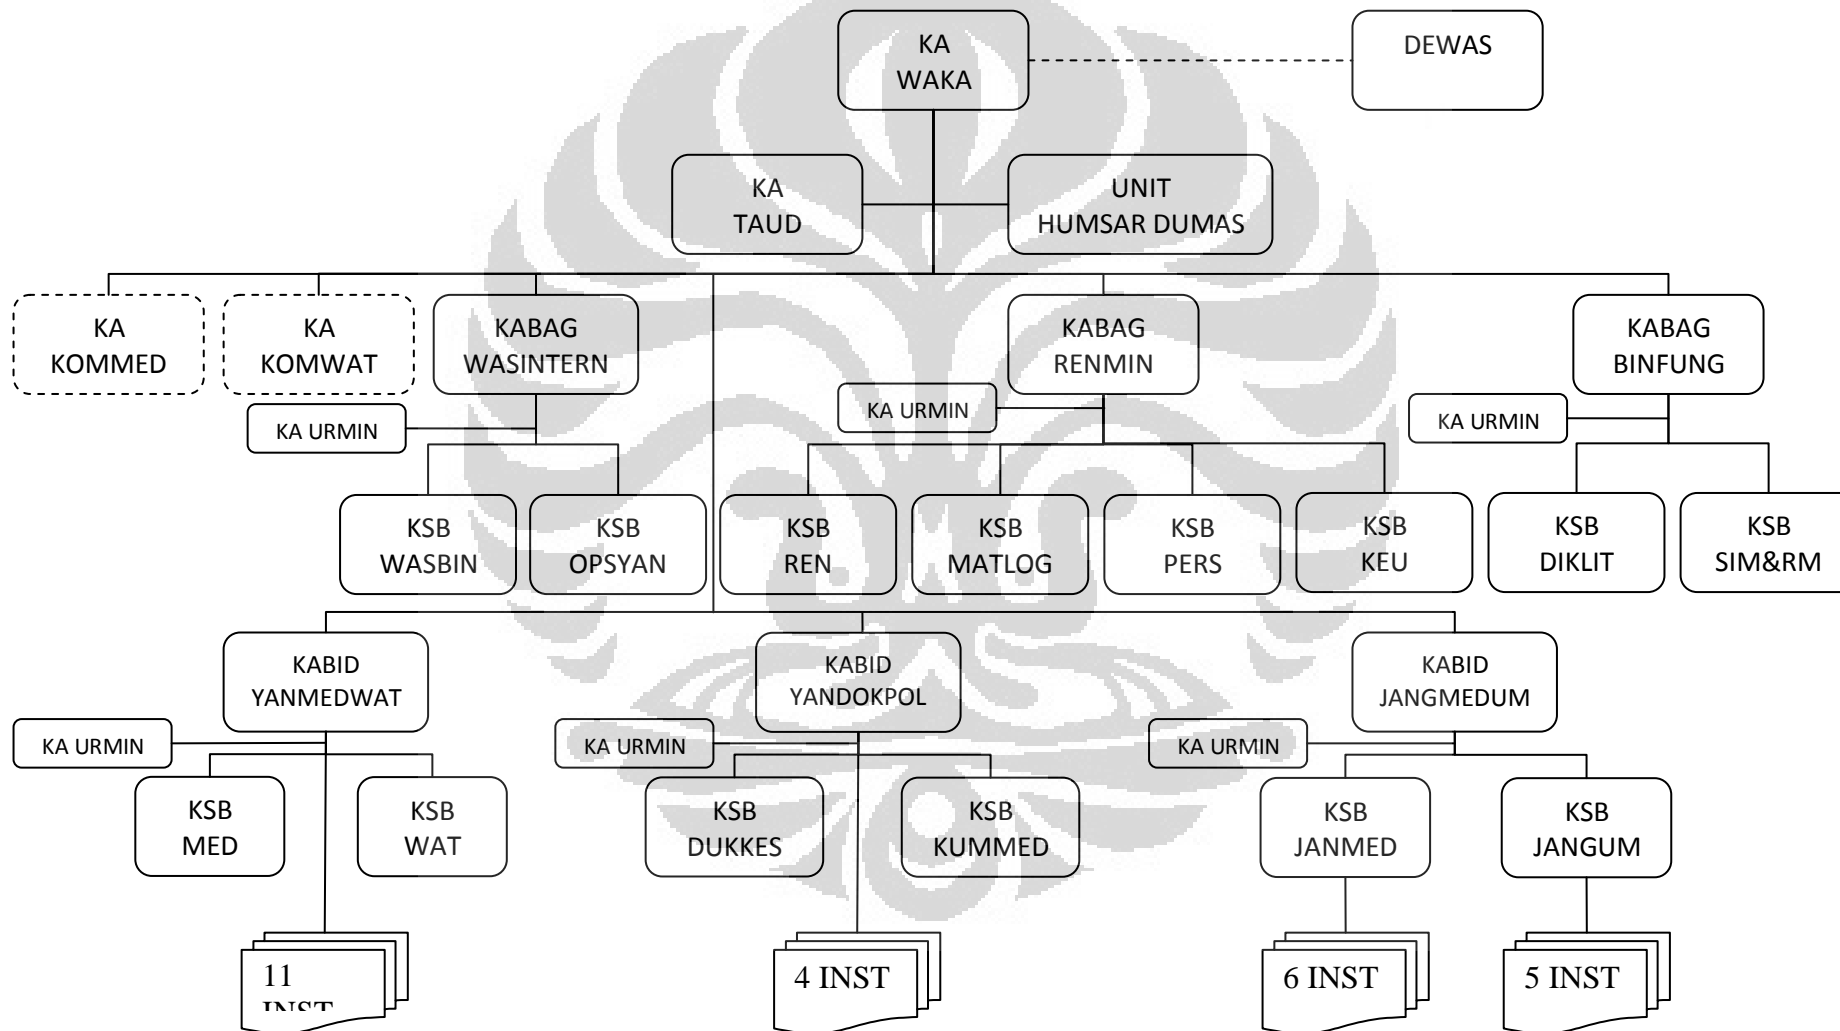 KA
WAKA
DEWAS
KA
TAUD
UNIT
HUMSAR DUMAS
KA
KOMMED
KA
KOMWAT
KABAG
WASINTERN
KABAG
RENMIN
KABAG
BINFUNG
KA URMIN
KA URMIN
KA URMIN
KSB
WASBIN
KSB
OPSYAN
KSB
REN
KSB
MATLOG
KSB
PERS
KSB
KEU
KSB
DIKLIT
KSB
SIM&RM
KABID
YANMEDWAT
KABID
YANDOKPOL
KABID
JANGMEDUM
KA URMIN
KA URMIN
KA URMIN
KSB
MED
KSB
WAT
KSB
DUKKES
KSB
KUMMED
KSB
JANMED
KSB
JANGUM
11
INST
4 INST
6 INST
5 INST